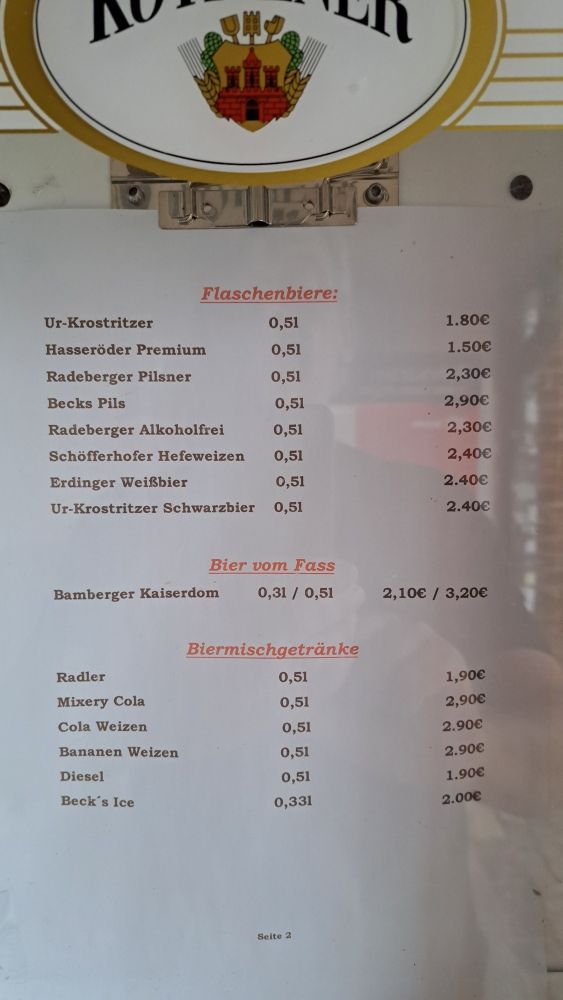 Flaschenbiere:
Ur-Krostritzer 0,5l 1.80€
Hasseröder Premium 0,5l 1.50€
Radeberger Pilsner 0,5l 2,30€
Becks Pils 0,5l 2,90€
Radeberger Alkoholfrei 0,5l 2,30€
Schöfferhofer Hefeweizen 0,5l 2,40€
Erdinger Weißbier 0,5l 2.40€
Ur-Krostritzer Schwarzbier 0,5l 2.40€
Bier vom Fass
Bamberger Kaiserdom 0,3l / 0,5l 2,10€ / 3,20€
Biermischgetränke
Radler 0,5l 1,90€
Mixery Cola 0,5l 2,90€
Cola Weizen 0,5l 2.90€
Bananen Weizen 0,5l 2.90€
Diesel 0,5l 1.90€
Beck´s Ice 0,33l 2.00€
Seite 2